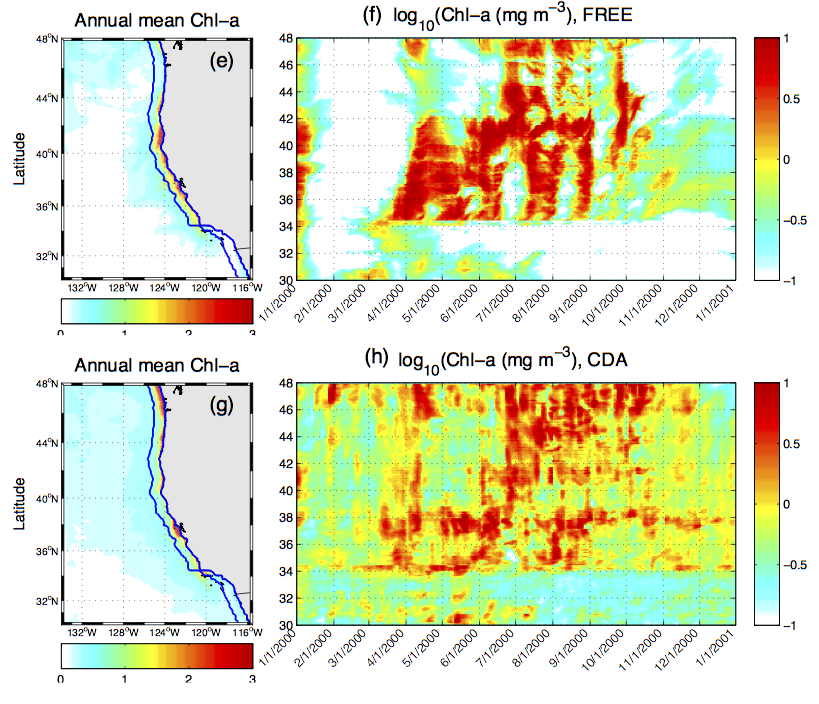 Annual mean Chl−a
(f) log10(Chl−a (mg m−3), FREE
48°N
44°N
40°N
36°N
32°N
Latitude
(e)
132°W 128°W 124°W 120°W 116°W
0 1 2 3
48
46
44
42
40
38
36
34
32
30
1/1/2000 2/1/2000 3/1/2000 4/1/2000 5/1/2000 6/1/2000 7/1/2000 8/1/2000 9/1/2000 10/1/2000 11/1/2000 12/1/2000 1/1/2001
1
0.5
0
−0.5
−1
Annual mean Chl−a
(h) log10(Chl−a (mg m−3), CDA
48°N
44°N
40°N
36°N
32°N
Latitude
(g)
132°W 128°W 124°W 120°W 116°W
0 1 2 3
48
46
44
42
40
38
36
34
32
30
1/1/2000 2/1/2000 3/1/2000 4/1/2000 5/1/2000 6/1/2000 7/1/2000 8/1/2000 9/1/2000 10/1/2000 11/1/2000 12/1/2000 1/1/2001
1
0.5
0
−0.5
−1